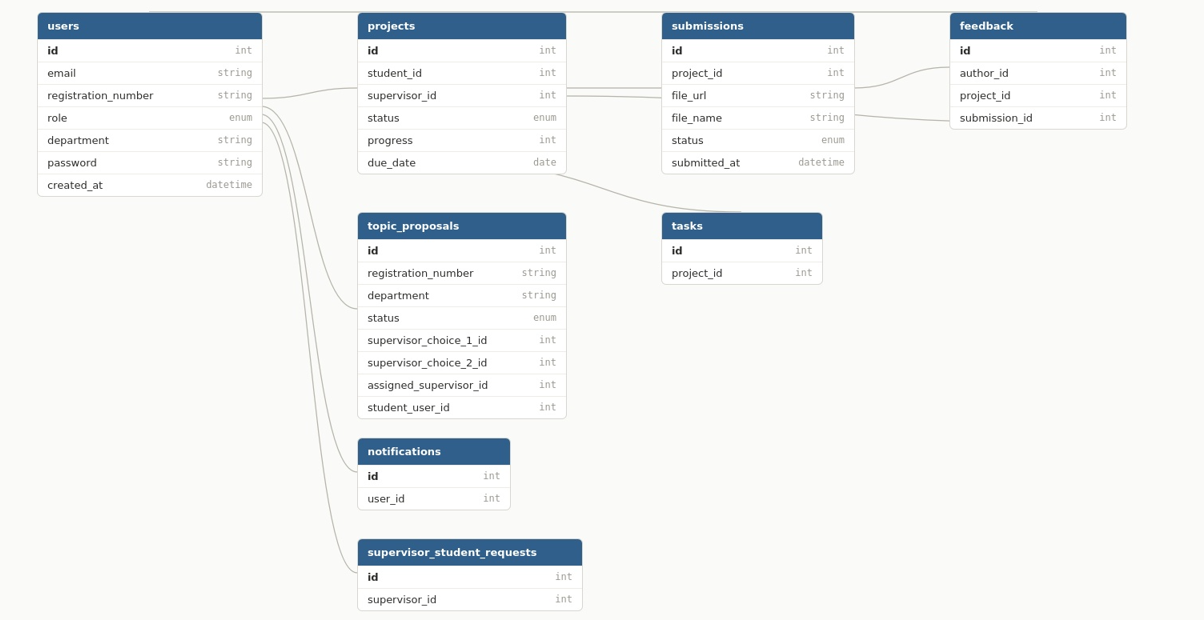 users
id int
email string
registration_number string
role enum
department string
password string
created_at datetime
projects
id int
student_id int
supervisor_id int
status enum
progress int
due_date date
submissions
id int
project_id int
file_url string
file_name string
status enum
submitted_at datetime
feedback
id int
author_id int
project_id int
submission_id int
topic_proposals
id int
registration_number string
department string
status enum
supervisor_choice_1_id int
supervisor_choice_2_id int
assigned_supervisor_id int
student_user_id int
tasks
id int
project_id int
notifications
id int
user_id int
supervisor_student_requests
id int
supervisor_id int